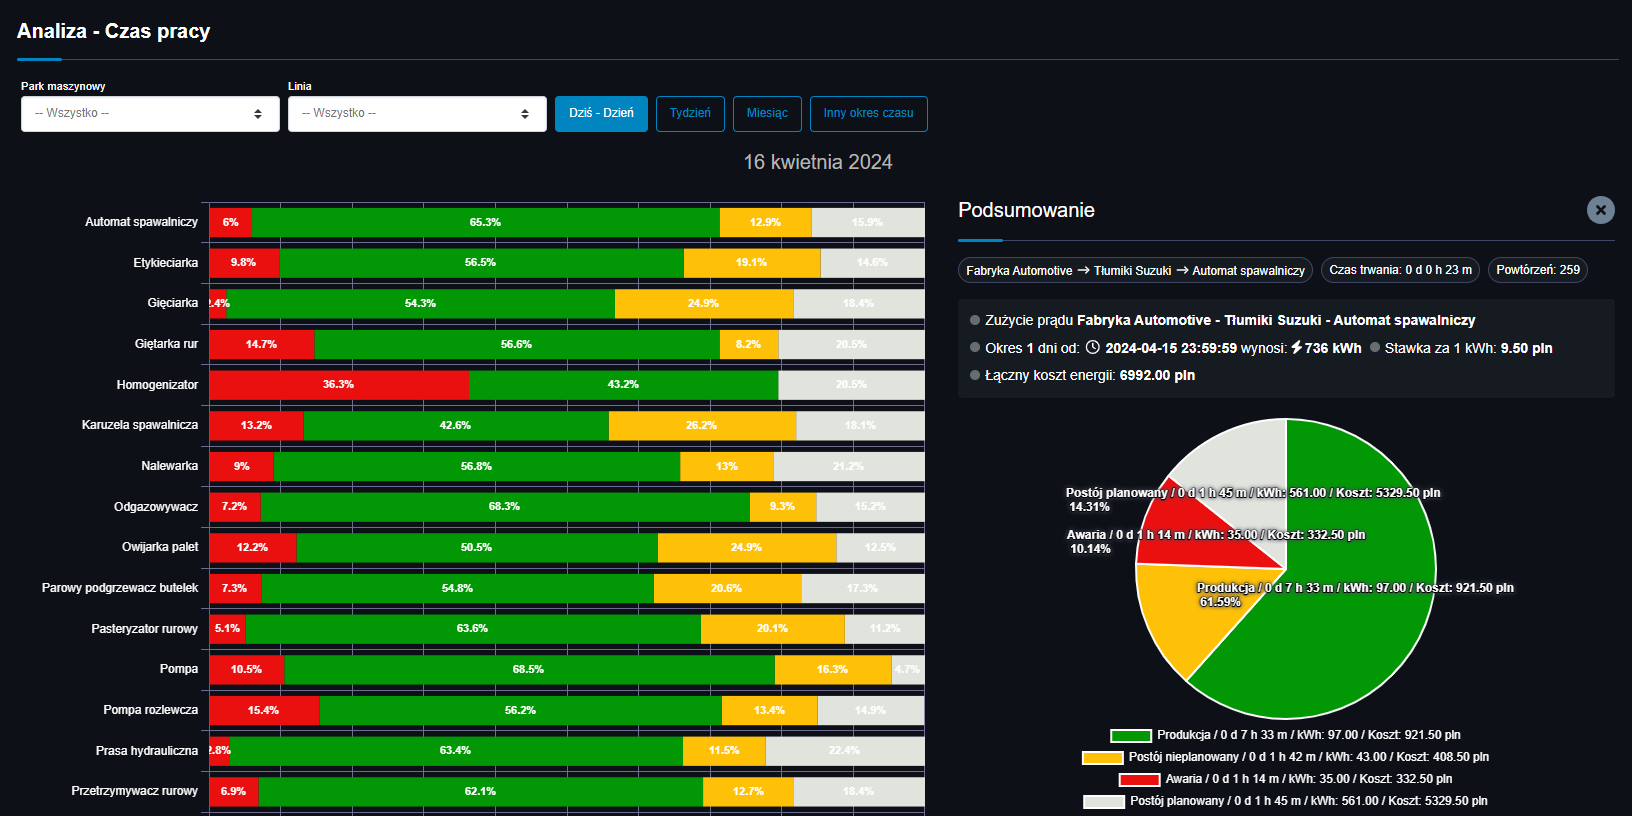 Analiza - Czas pracy
Park maszynowy
Linia
-- Wszystko --
-- Wszystko --
Dziś - Dzień
Tydzień
Miesiąc
Inny okres czasu
16 kwietnia 2024
Automat spawalniczy 6% 65.3% 12.9% 15.9%
Etykieciarka 9.8% 56.5% 19.1% 14.6%
Gięciarka 2.4% 54.3% 24.9% 18.4%
Giętarka rur 14.7% 56.6% 8.2% 20.5%
Homogenizator 36.3% 43.2% 20.5%
Karuzela spawalnicza 13.2% 42.6% 26.2% 18.1%
Nalewarka 9% 56.8% 13% 21.2%
Odgazowywacz 7.2% 68.3% 9.3% 15.2%
Owijarka palet 12.2% 50.5% 24.9% 12.5%
Parowy podgrzewacz butelek 7.3% 54.8% 20.6% 17.3%
Pasteryzator rurowy 5.1% 63.6% 20.1% 11.2%
Pompa 10.5% 68.5% 16.3% 4.7%
Pompa rozlewcza 15.4% 56.2% 13.4% 14.9%
Prasa hydrauliczna 2.8% 63.4% 11.5% 22.4%
Przetrzymywacz rurowy 6.9% 62.1% 12.7% 18.4%
Podsumowanie
Fabryka Automotive → Tłumiki Suzuki → Automat spawalniczy
Czas trwania: 0 d 0 h 23 m
Powtórzeń: 259
Zużycie prądu Fabryka Automotive - Tłumiki Suzuki - Automat spawalniczy
Okres 1 dni od: 2024-04-15 23:59:59 wynosi: 736 kWh Stawka za 1 kWh: 9.50 pln
Łączny koszt energii: 6992.00 pln
Postój planowany / 0 d 1 h 45 m / kWh: 561.00 / Koszt: 5329.50 pln
14.31%
Awaria / 0 d 1 h 14 m / kWh: 35.00 / Koszt: 332.50 pln
10.14%
Produkcja / 0 d 7 h 33 m / kWh: 97.00 / Koszt: 921.50 pln
61.59%
Produkcja / 0 d 7 h 33 m / kWh: 97.00 / Koszt: 921.50 pln
Postój nieplanowany / 0 d 1 h 42 m / kWh: 43.00 / Koszt: 408.50 pln
Awaria / 0 d 1 h 14 m / kWh: 35.00 / Koszt: 332.50 pln
Postój planowany / 0 d 1 h 45 m / kWh: 561.00 / Koszt: 5329.50 pln